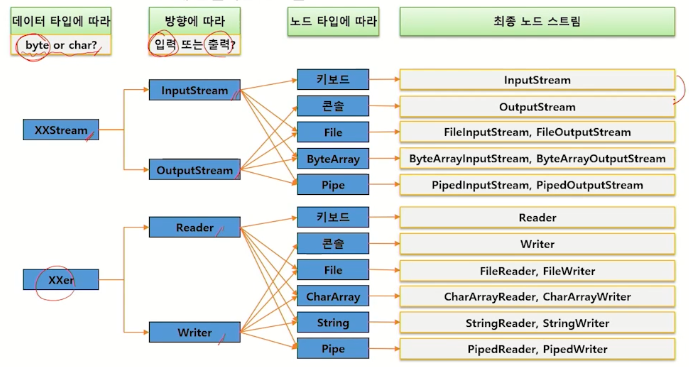 데이터 타입에 따라
방향에 따라
노드 타입에 따라
최종 노드 스트림
byte or char?
입력 또는 출력?
XXStream
InputStream
OutputStream
키보드
InputStream
콘솔
OutputStream
File
FileInputStream, FileOutputStream
ByteArray
ByteArrayInputStream, ByteArrayOutputStream
Pipe
PipedInputStream, PipedOutputStream
XXer
Reader
Writer
키보드
Reader
콘솔
Writer
File
FileReader, FileWriter
CharArray
CharArrayReader, CharArrayWriter
String
StringReader, StringWriter
Pipe
PipedReader, PipedWriter